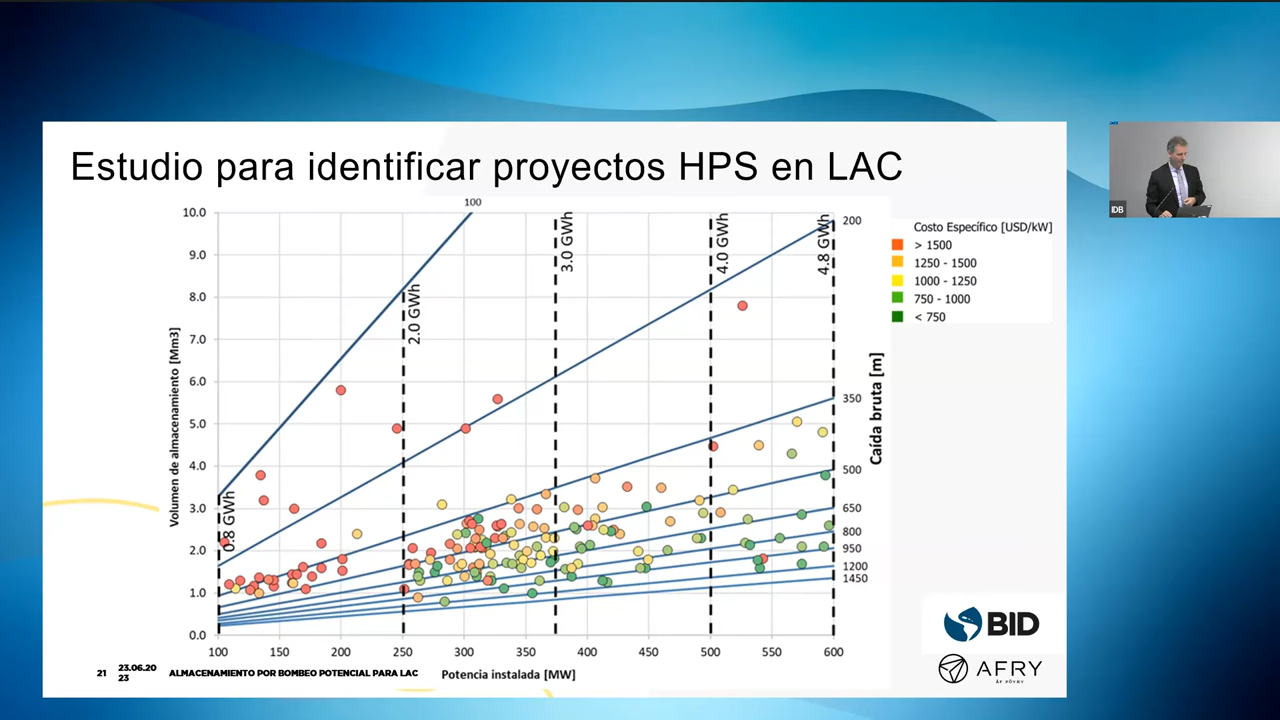 Estudio para identificar proyectos HPS en LAC
100
10.0
9.0
8.0
7.0
6.0
5.0
4.0
3.0
2.0
1.0
0.0
Volumen de almacenamiento [Mm3]
0.8 GWh
2.0 GWh
3.0 GWh
4.0 GWh
4.8 GWh
200
350
500
650
800
950
1200
1450
Caída bruta [m]
100 150 200 250 300 350 400 450 500 550 600
Potencia instalada [MW]
Costo Específico [USD/kW]
> 1500
1250 - 1500
1000 - 1250
750 - 1000
< 750
IDB
BID
AFRY
ÅF PÖYRY
21
23.06.20
23
ALMACENAMIENTO POR BOMBEO POTENCIAL PARA LAC